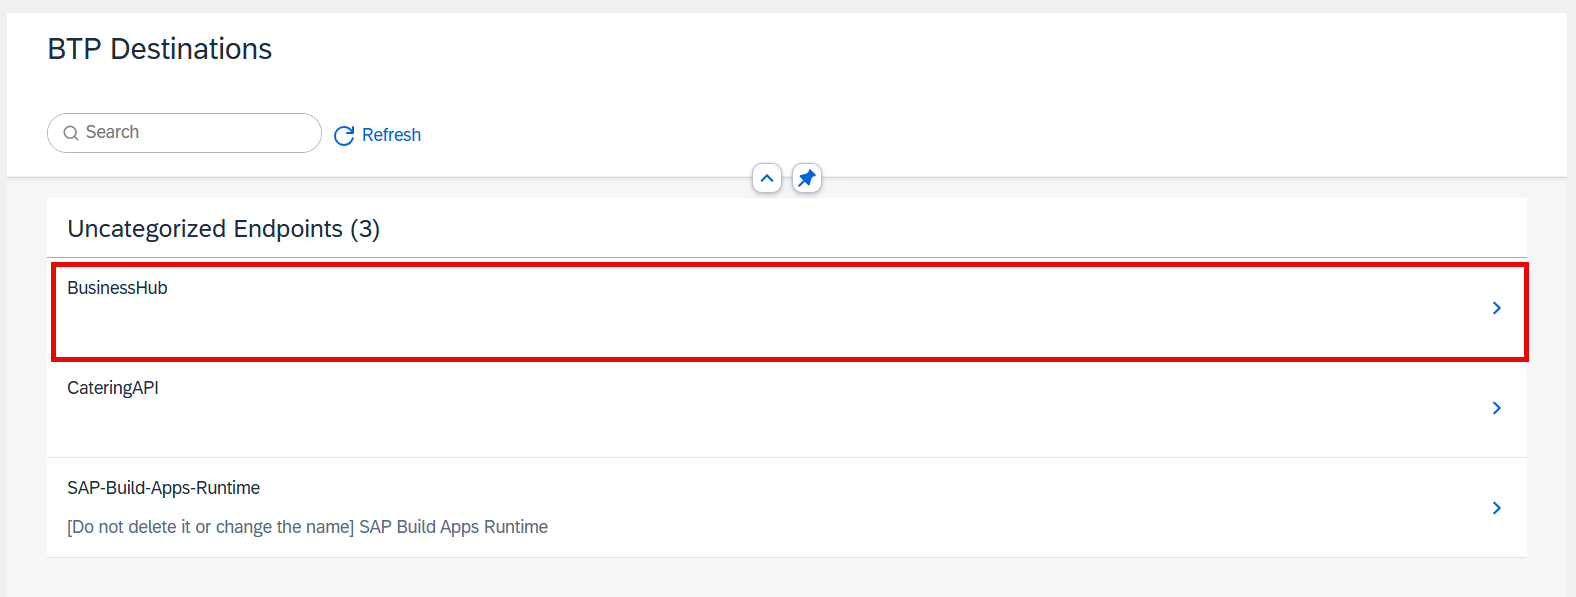 BTP Destinations
Search
Refresh
Uncategorized Endpoints (3)
BusinessHub
CateringAPI
SAP-Build-Apps-Runtime
[Do not delete it or change the name] SAP Build Apps Runtime